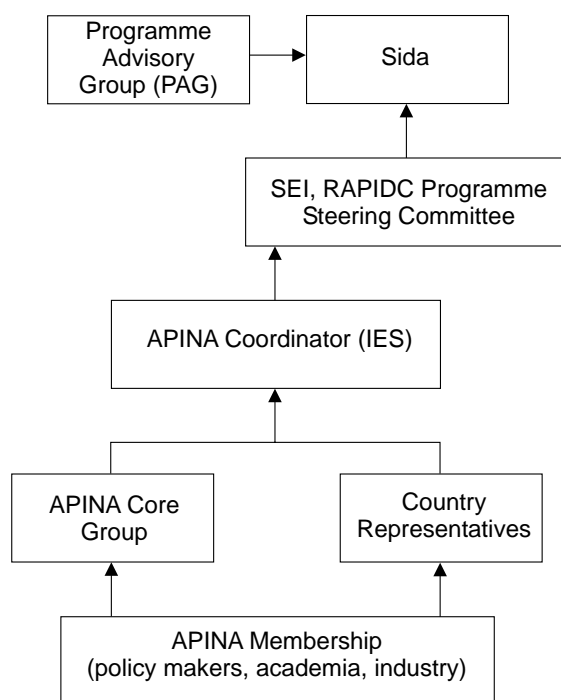 Programme
Advisory
Group (PAG)
Sida
SEI, RAPIDC Programme
Steering Committee
APINA Coordinator (IES)
APINA Core
Group
Country
Representatives
APINA Membership
(policy makers, academia, industry)